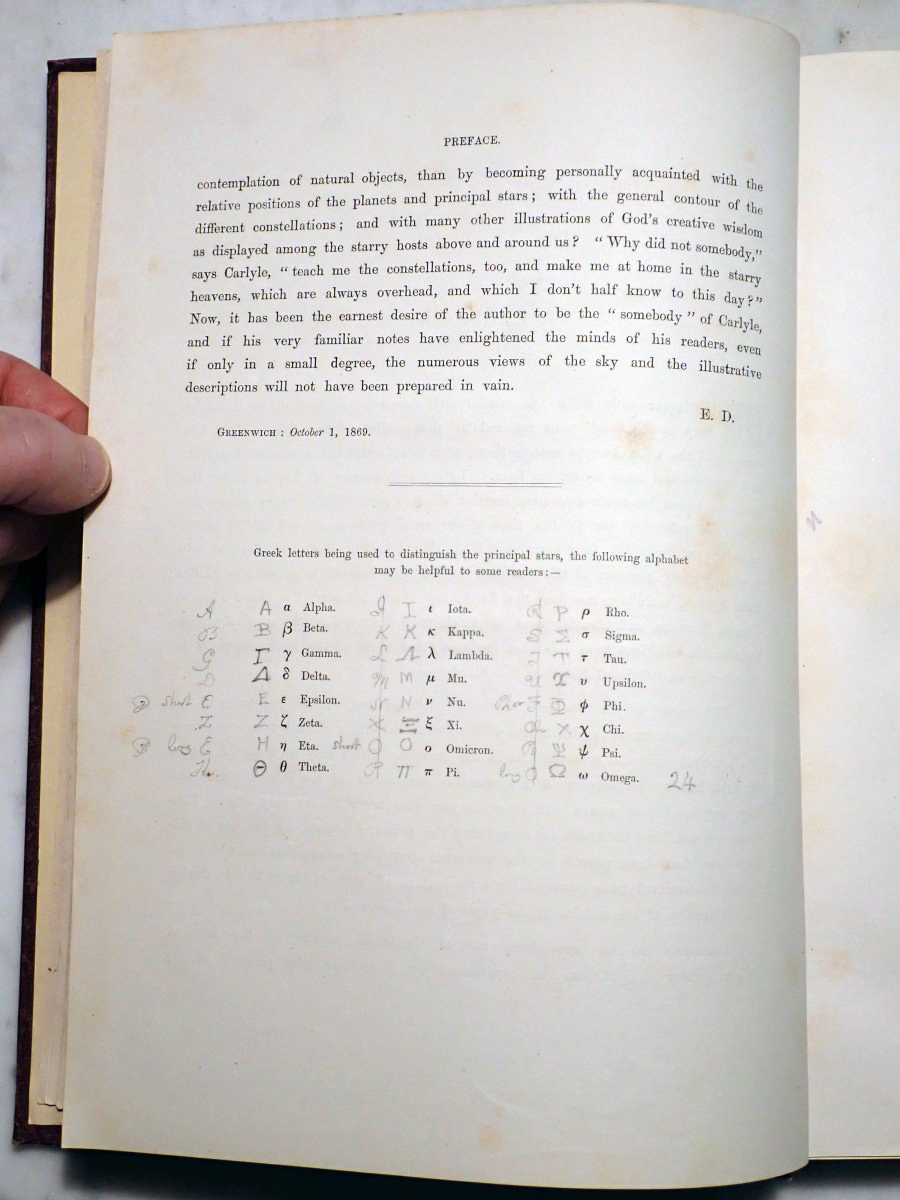 PREFACE.
contemplation of natural objects, than by becoming personally acquainted with the
relative positions of the planets and principal stars; with the general contour of the
different constellations; and with many other illustrations of God's creative wisdom
as displayed among the starry hosts above and around us? "Why did not somebody,"
says Carlyle, "teach me the constellations, too, and make me at home in the starry
heavens, which are always overhead, and which I don't half know to this day?"
Now, it has been the earnest desire of the author to be the "somebody" of Carlyle,
and if his very familiar notes have enlightened the minds of his readers, even
if only in a small degree, the numerous views of the sky and the illustrative
descriptions will not have been prepared in vain.
E. D.
GREENWICH: October 1, 1869.
Greek letters being used to distinguish the principal stars, the following alphabet
may be helpful to some readers:—
A Α α Alpha. I Ι ι Iota. R Ρ ρ Rho.
B Β β Beta. K Κ κ Kappa. S Σ σ Sigma.
G Γ γ Gamma. L Λ λ Lambda. T Τ τ Tau.
D Δ δ Delta. M Μ μ Mu. U Υ υ Upsilon.
short E Ε ε Epsilon. N Ν ν Nu. Φ φ Phi.
Z Ζ ζ Zeta. X Ξ ξ Xi. Ch Χ χ Chi.
long E Η η Eta. short O Ο ο Omicron. Ψ ψ Psi.
Th Θ θ Theta. P Π π Pi. long O Ω ω Omega. 24